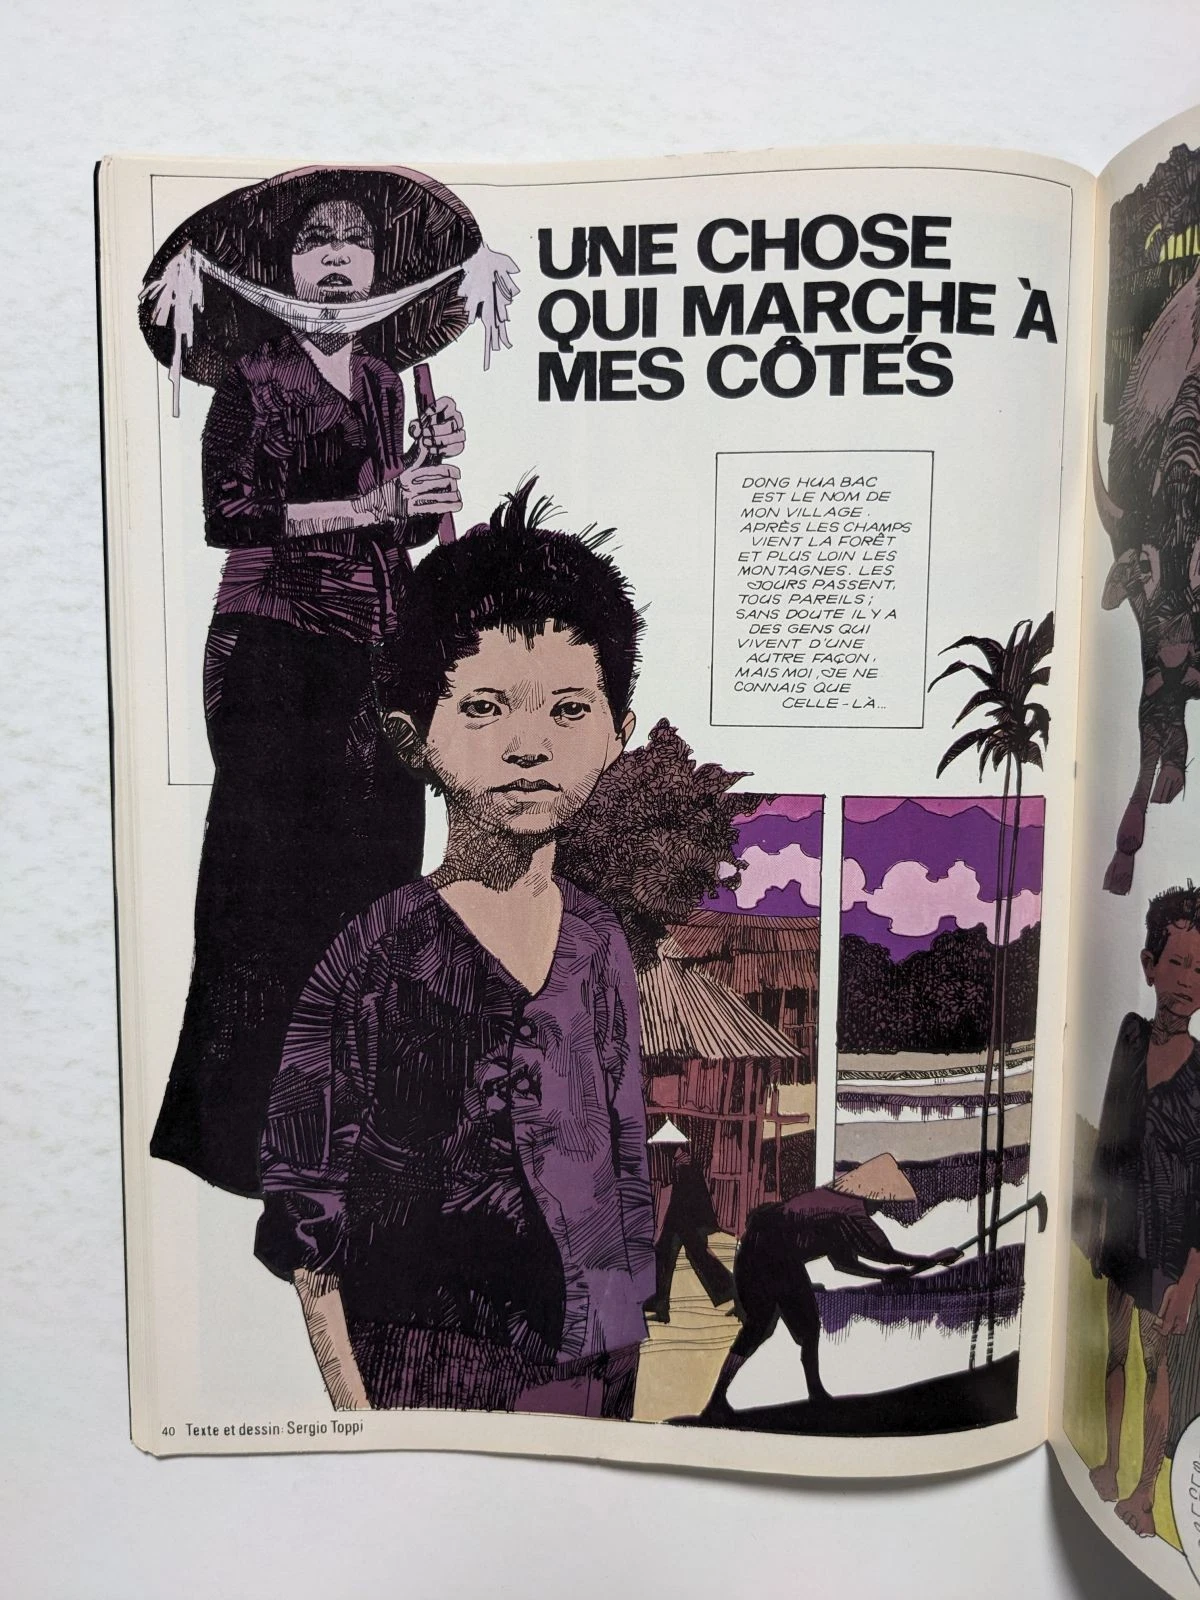 UNE CHOSE
QUI MARCHE À
MES CÔTÉS
DONG HUA BAC
EST LE NOM DE
MON VILLAGE.
APRÈS LES CHAMPS
VIENT LA FORÊT
ET PLUS LOIN LES
MONTAGNES. LES
JOURS PASSENT,
TOUS PAREILS;
SANS DOUTE IL Y A
DES GENS QUI
VIVENT D'UNE
AUTRE FAÇON,
MAIS MOI, JE NE
CONNAIS QUE
CELLE-LÀ...
40 Texte et dessin: Sergio Toppi